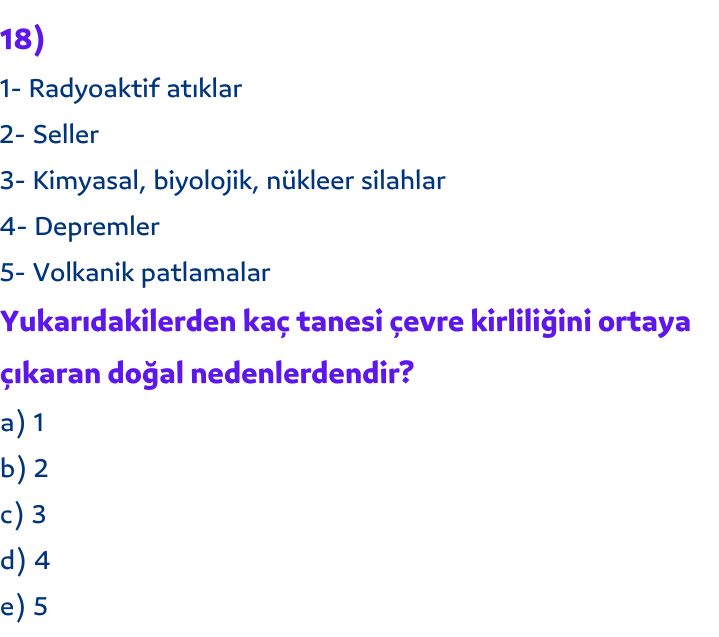 18)
1- Radyoaktif atıklar
2- Seller
3- Kimyasal, biyolojik, nükleer silahlar
4- Depremler
5- Volkanik patlamalar
Yukarıdakilerden kaç tanesi çevre kirliliğini ortaya
çıkaran doğal nedenlerdendir?
a) 1
b) 2
c) 3
d) 4
e) 5